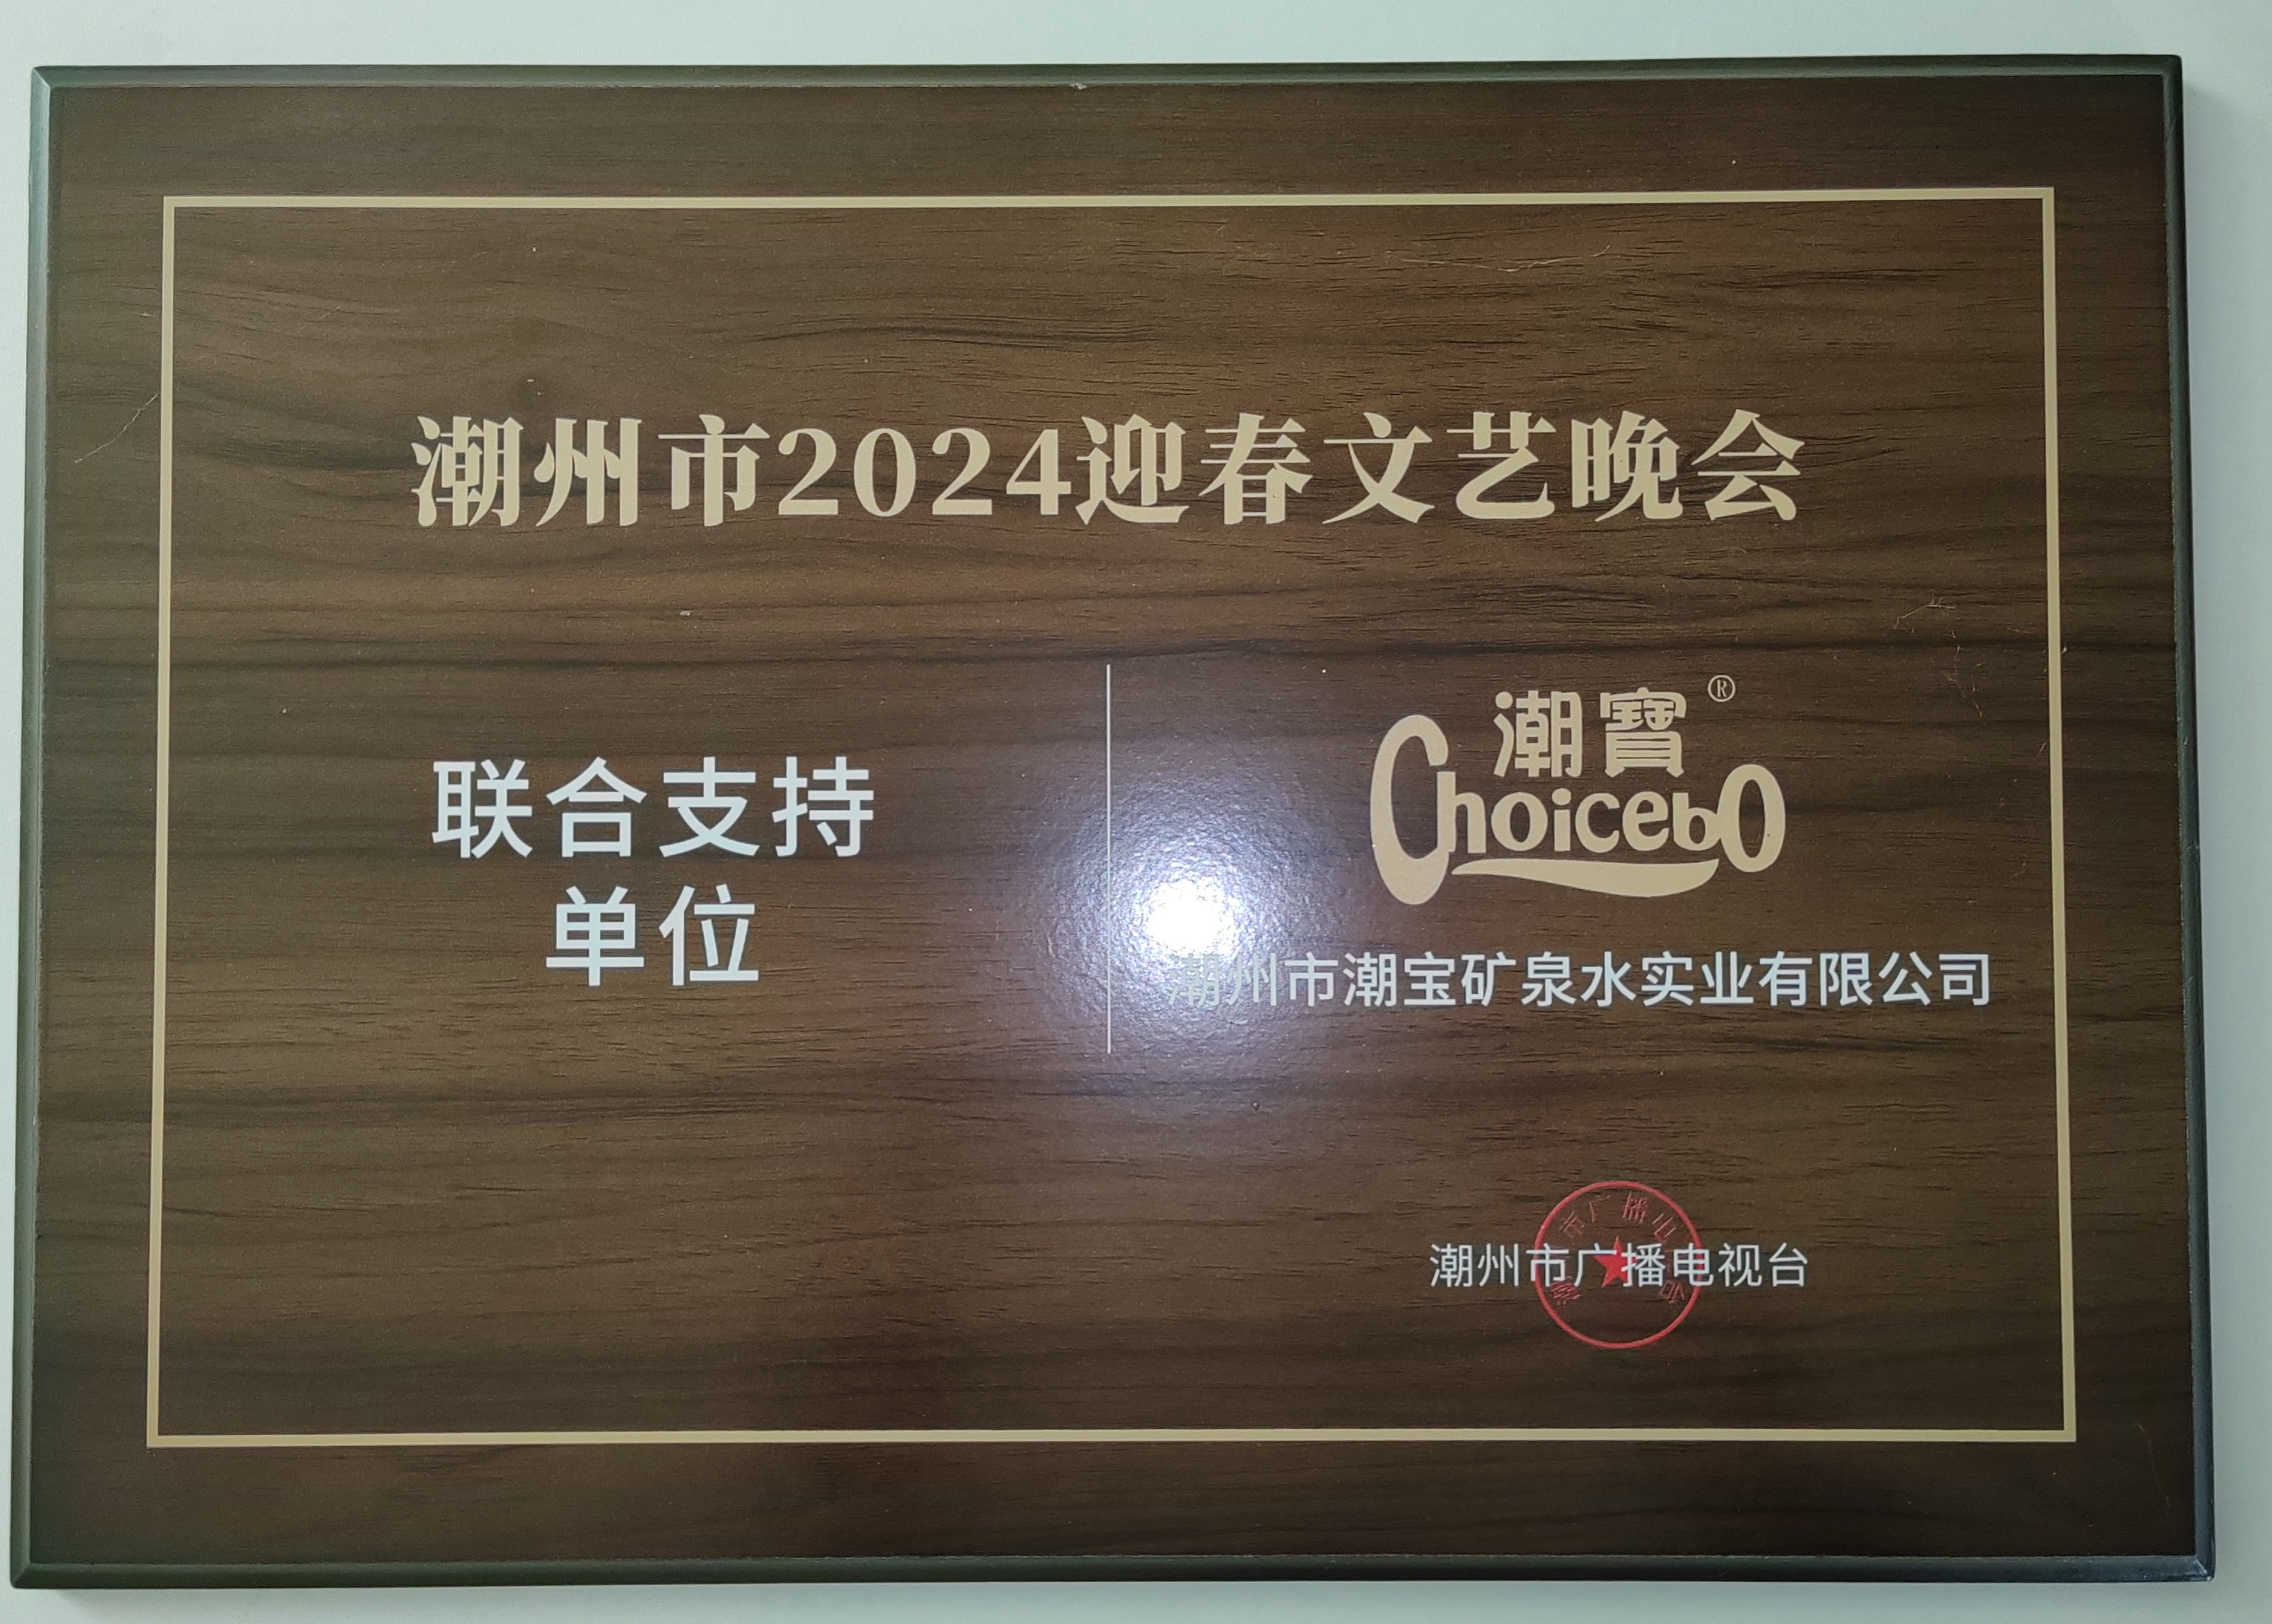 潮州市2024迎春文艺晚会
联合支持
单位
潮寶®
Choicebo
潮州市潮宝矿泉水实业有限公司
潮州市广播电视台